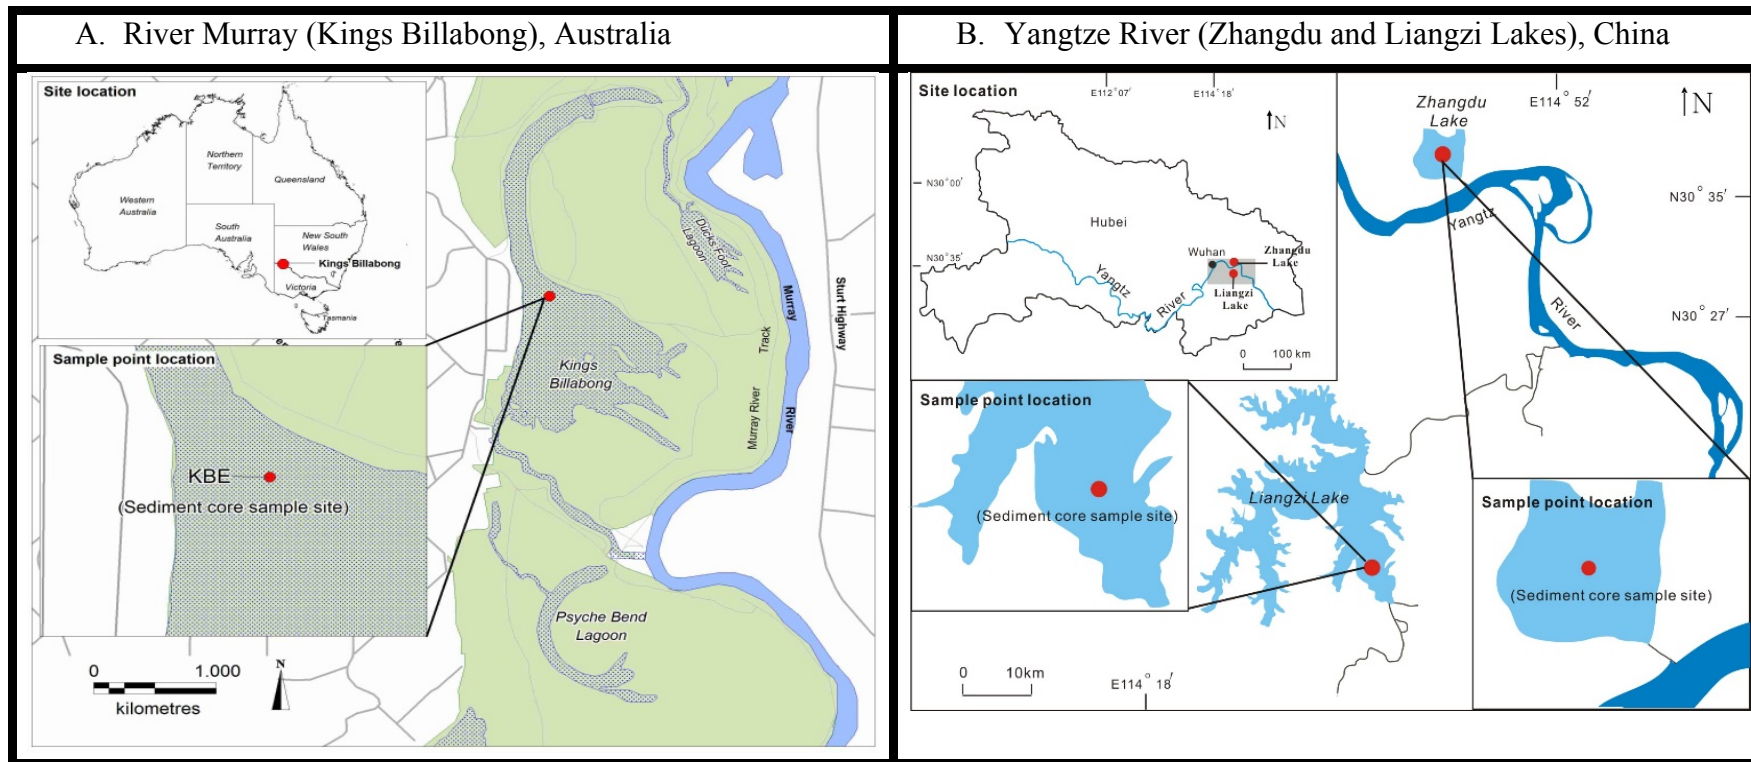 A. River Murray (Kings Billabong), Australia
B. Yangtze River (Zhangdu and Liangzi Lakes), China
Site location
Northern
Territory
Queensland
Western
Australia
South
Australia
New South
Wales
Kings Billabong
Victoria
Tasmania
Sample point location
KBE
(Sediment core sample site)
0 1.000
kilometres
N
Ducks Foot
Lagoon
Kings
Billabong
Psyche Bend
Lagoon
Murray River
Track
Murray
River
Sturt Highway
Site location
E112° 07′
E114° 18′
N
N30° 00′
N30° 35′
Hubei
Wuhan
Zhangdu
Lake
Liangzi
Lake
Yangtz
River
0 100 km
Zhangdu
Lake
E114° 52′
N
N30° 35′
N30° 27′
Yangtz
River
Sample point location
(Sediment core sample site)
Liangzi Lake
Sample point location
(Sediment core sample site)
0 10km
E114° 18′